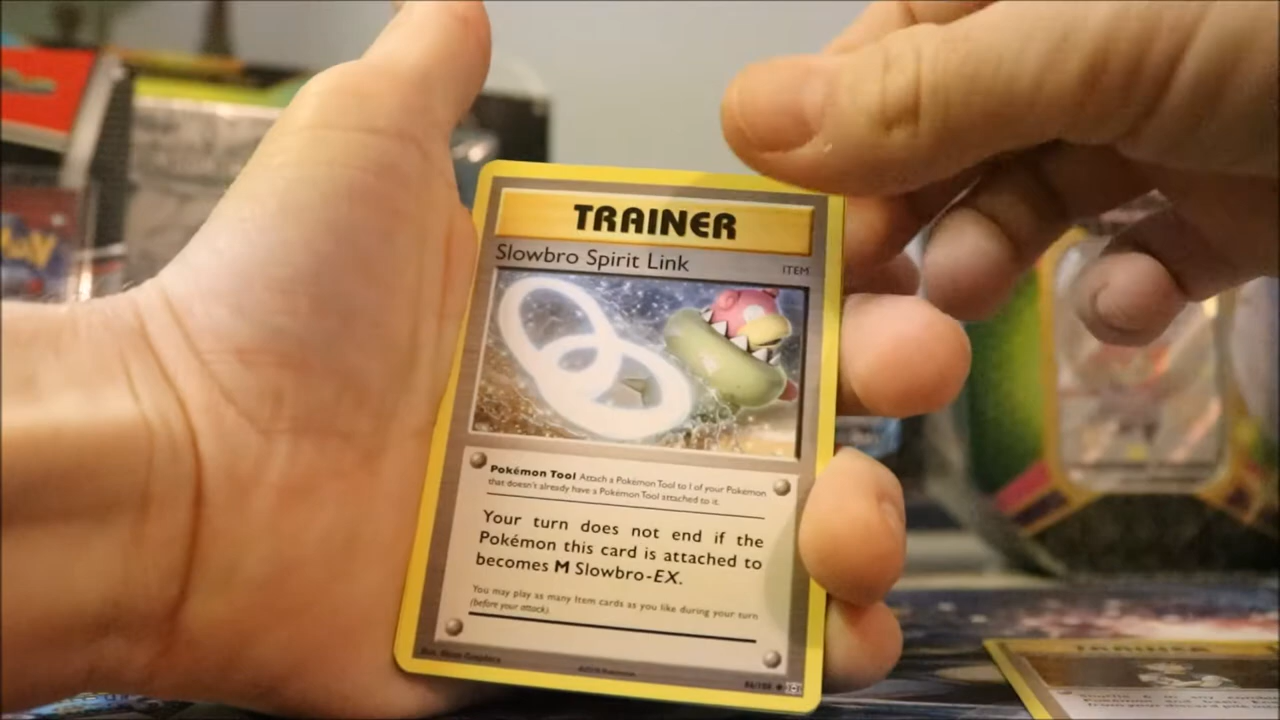 TRAINER
Slowbro Spirit Link
ITEM
Pokémon Tool Attach a Pokémon Tool to 1 of your Pokémon
that doesn't already have a Pokémon Tool attached to it.
Your turn does not end if the
Pokémon this card is attached to
becomes M Slowbro-EX.
You may play as many Item cards as you like during your turn
(before your attack).
TRAINER